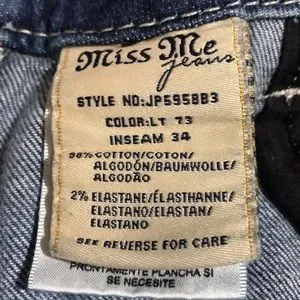 Miss Me
jeans
STYLE NO:JP5958B3
COLOR:LT 73
INSEAM 34
98% COTTON/COTON/
ALGODÓN/BAUMWOLLE/
ALGODÃO
2% ELASTANE/ÉLASTHANNE/
ELASTANO/ELASTAN/
ELASTANO
SEE REVERSE FOR CARE
PRONTAMENTE PLANCHA SI
SE NECESITE